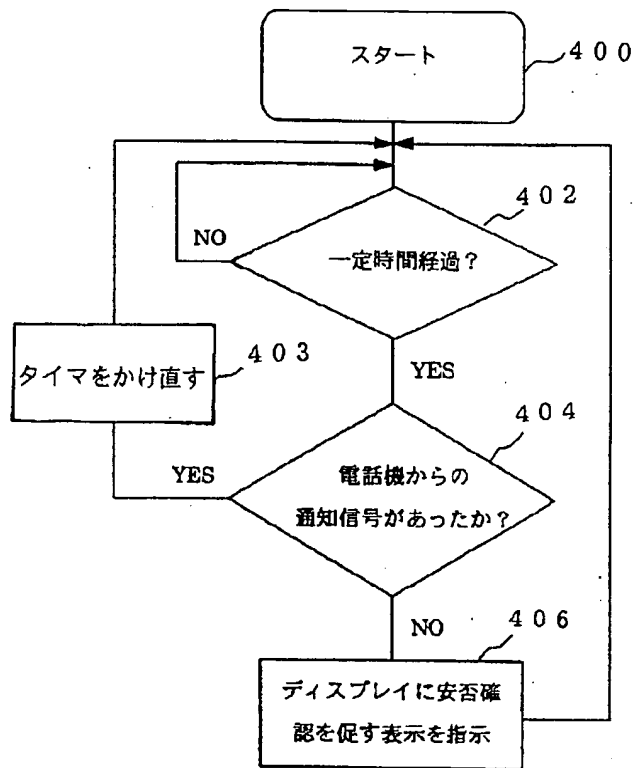 スタート
400
402
NO
一定時間経過?
タイマをかけ直す
403
YES
404
YES
電話機からの
通知信号があったか?
NO
406
ディスプレイに安否確
認を促す表示を指示